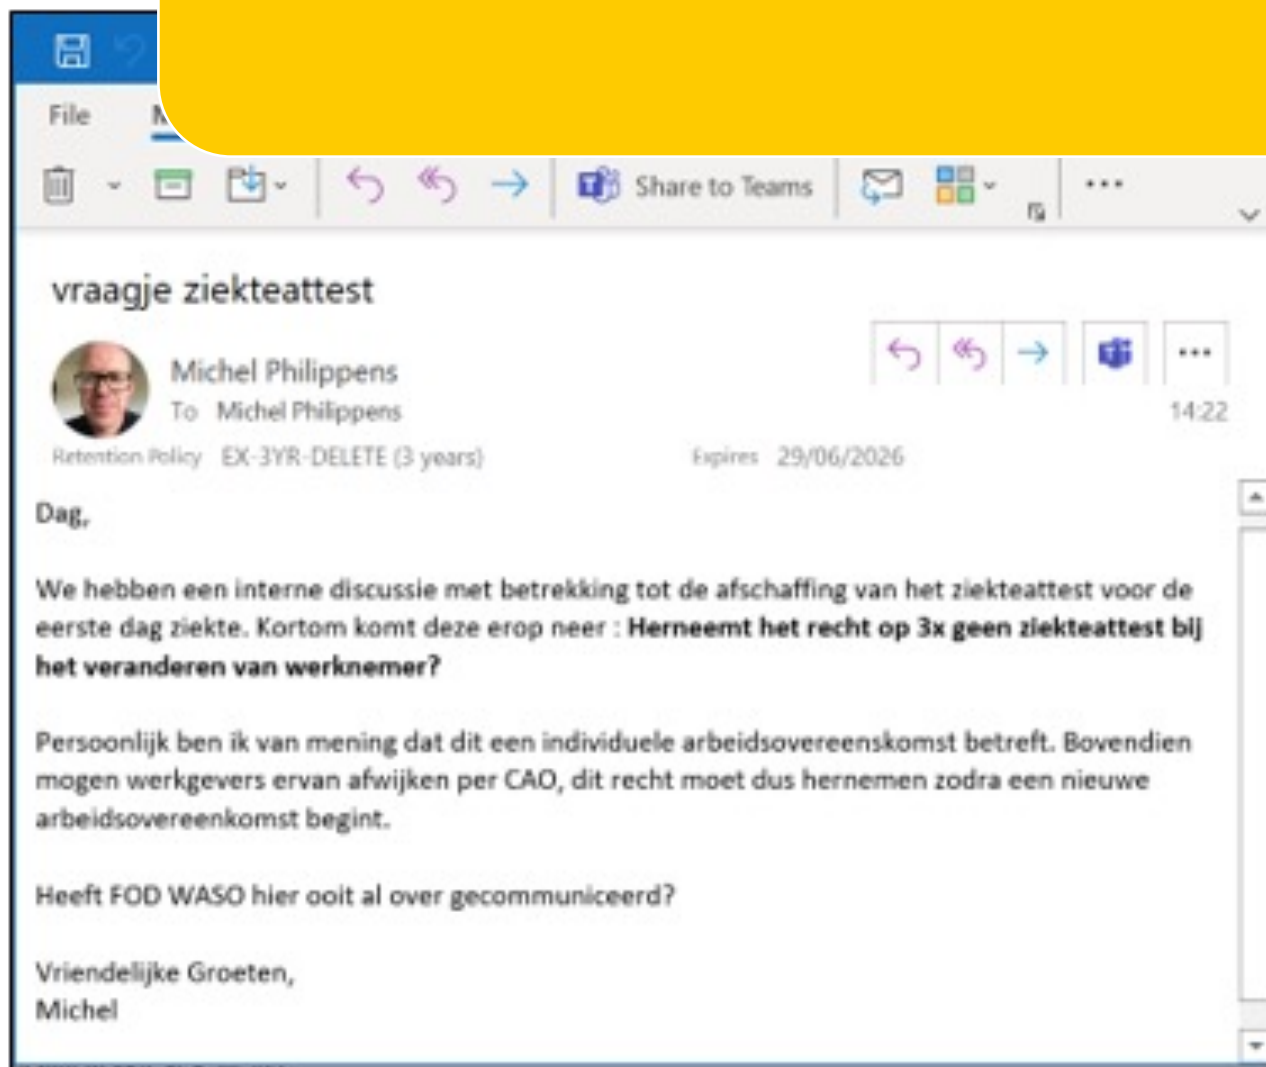 File
Share to Teams
vraagje ziekteattest
Michel Philippens
To Michel Philippens
14:22
Retention Policy EX-3YR-DELETE (3 years) Expires 29/06/2026
Dag,
We hebben een interne discussie met betrekking tot de afschaffing van het ziekteattest voor de
eerste dag ziekte. Kortom komt deze erop neer : Herneemt het recht op 3x geen ziekteattest bij
het veranderen van werknemer?
Persoonlijk ben ik van mening dat dit een individuele arbeidsovereenskomst betreft. Bovendien
mogen werkgevers ervan afwijken per CAO, dit recht moet dus hernemen zodra een nieuwe
arbeidsovereenkomst begint.
Heeft FOD WASO hier ooit al over gecommuniceerd?
Vriendelijke Groeten,
Michel